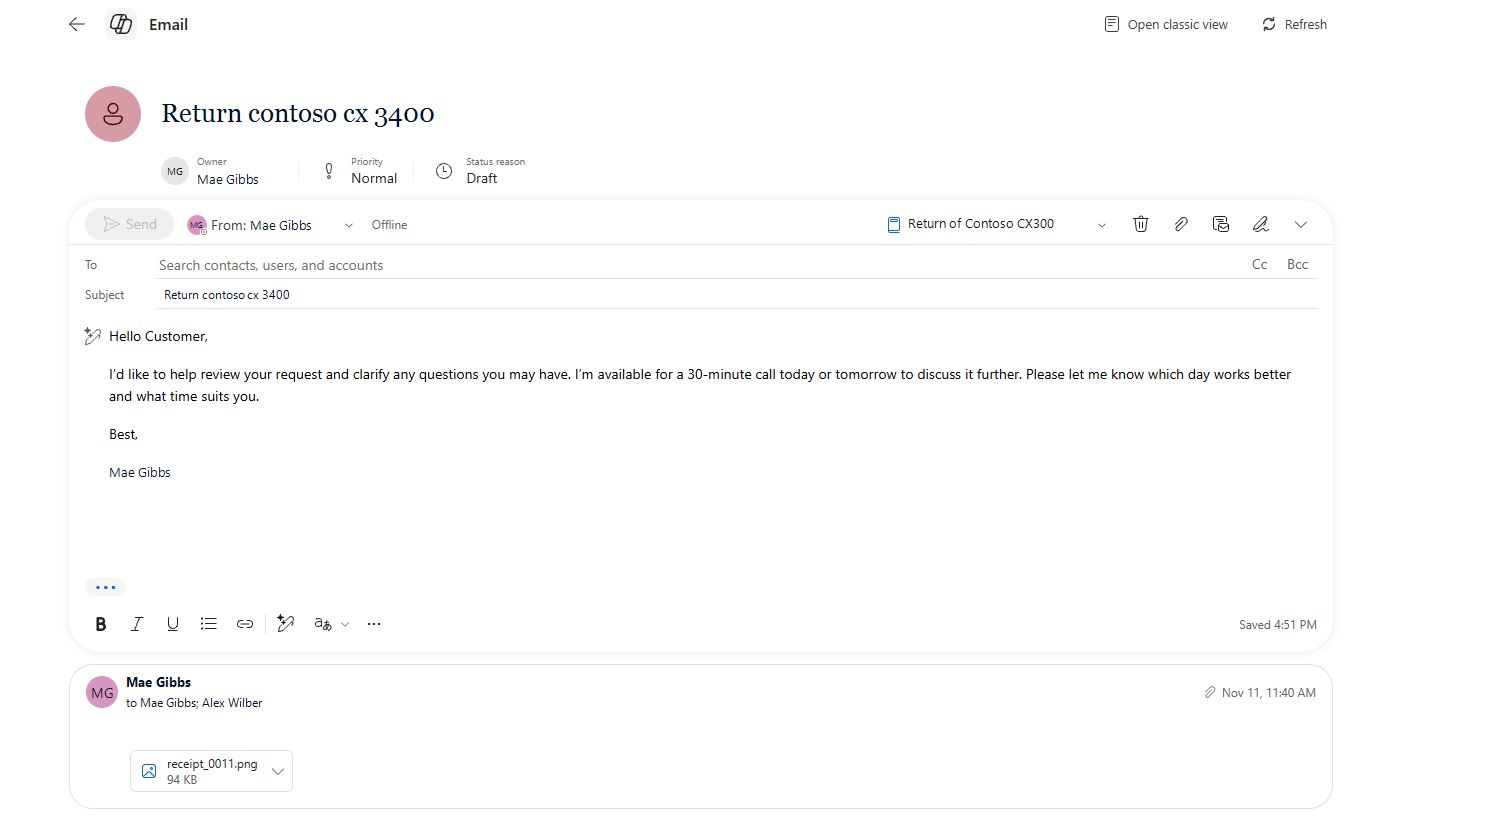 Email
Open classic view
Refresh
Return contoso cx 3400
MG
Owner
Mae Gibbs
Priority
Normal
Status reason
Draft
Send
MG
From: Mae Gibbs
Offline
Return of Contoso CX300
To
Search contacts, users, and accounts
Cc
Bcc
Subject
Return contoso cx 3400
Hello Customer,
I'd like to help review your request and clarify any questions you may have. I'm available for a 30-minute call today or tomorrow to discuss it further. Please let me know which day works better
and what time suits you.
Best,
Mae Gibbs
Saved 4:51 PM
MG
Mae Gibbs
to Mae Gibbs; Alex Wilber
Nov 11, 11:40 AM
receipt_0011.png
94 KB